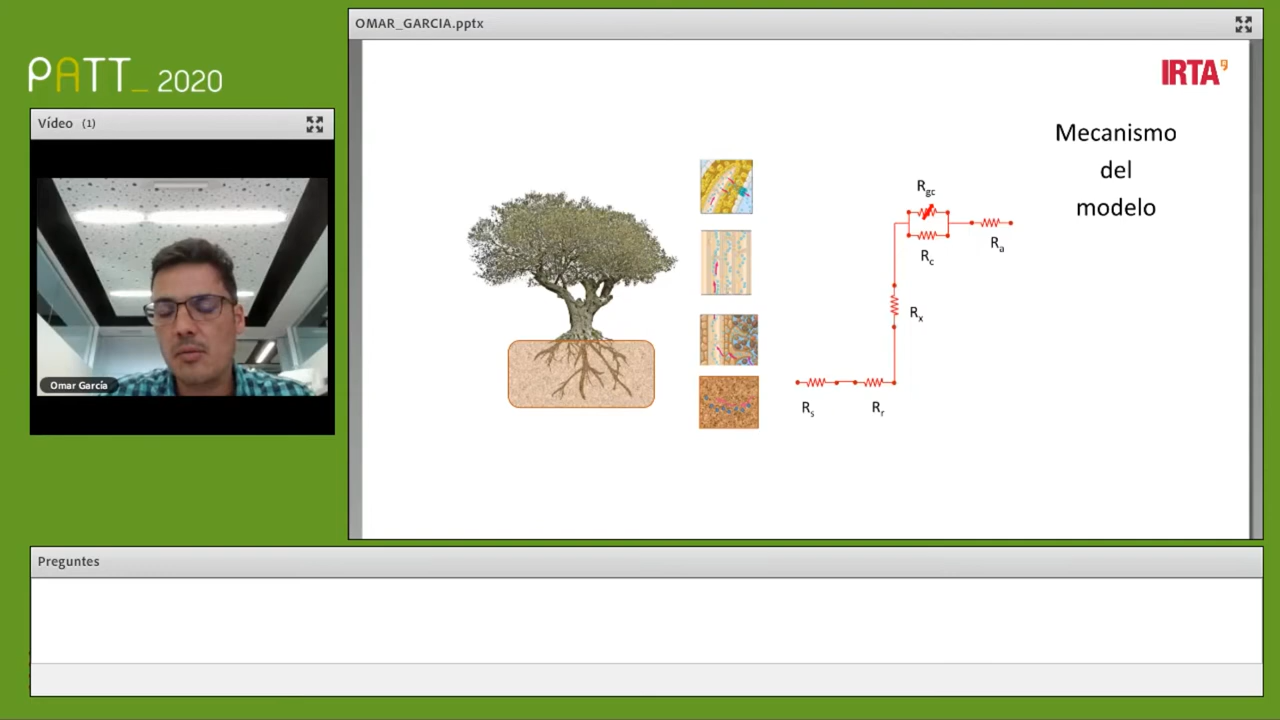 OMAR_GARCIA.pptx
PATT_ 2020
IRTA
Vídeo (1)
Mecanismo
del
modelo
Rgc
Rc
Ra
Rx
Omar García
Rs
Rr
Preguntes